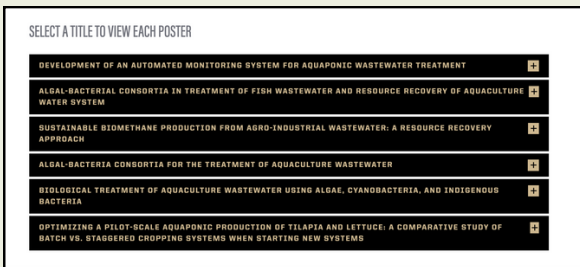 SELECT A TITLE TO VIEW EACH POSTER
DEVELOPMENT OF AN AUTOMATED MONITORING SYSTEM FOR AQUAPONIC WASTEWATER TREATMENT
ALGAL-BACTERIAL CONSORTIA IN TREATMENT OF FISH WASTEWATER AND RESOURCE RECOVERY OF AQUACULTURE
WATER SYSTEM
SUSTAINABLE BIOMETHANE PRODUCTION FROM AGRO-INDUSTRIAL WASTEWATER: A RESOURCE RECOVERY
APPROACH
ALGAL-BACTERIA CONSORTIA FOR THE TREATMENT OF AQUACULTURE WASTEWATER
BIOLOGICAL TREATMENT OF AQUACULTURE WASTEWATER USING ALGAE, CYANOBACTERIA, AND INDIGENOUS
BACTERIA
OPTIMIZING A PILOT-SCALE AQUAPONIC PRODUCTION OF TILAPIA AND LETTUCE: A COMPARATIVE STUDY OF
BATCH VS. STAGGERED CROPPING SYSTEMS WHEN STARTING NEW SYSTEMS